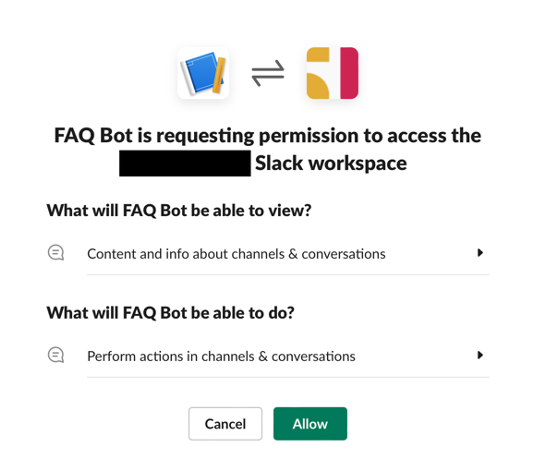 FAQ Bot is requesting permission to access the
Slack workspace
What will FAQ Bot be able to view?
Content and info about channels & conversations
What will FAQ Bot be able to do?
Perform actions in channels & conversations
Cancel
Allow